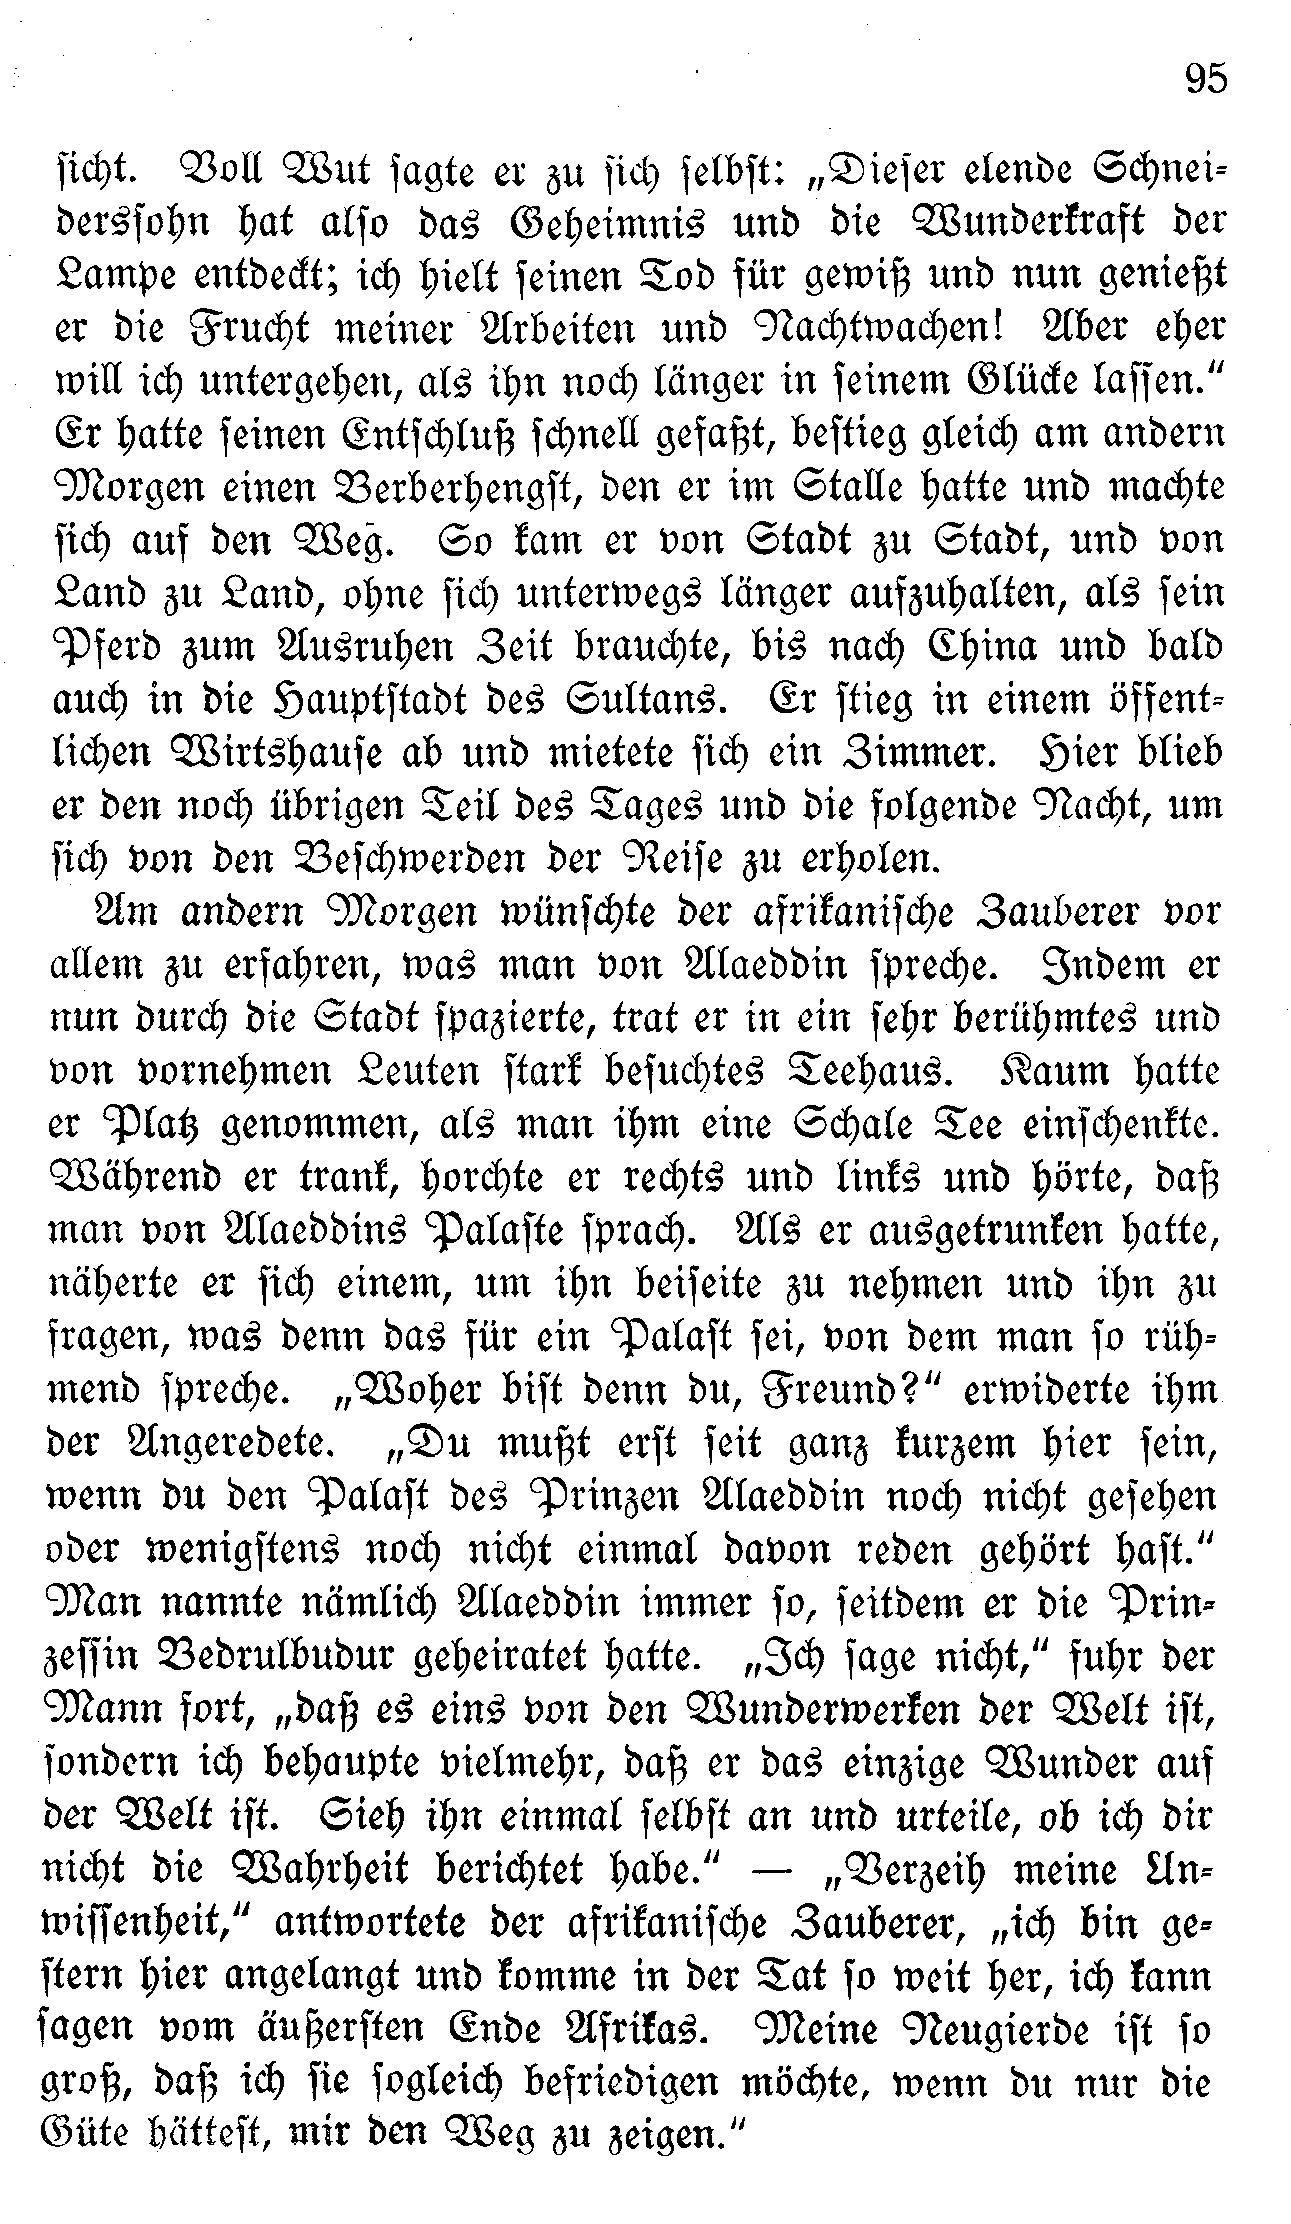 95
sicht. Voll Wut sagte er zu sich selbst: „Dieser elende Schnei-
derssohn hat also das Geheimnis und die Wunderkraft der
Lampe entdeckt; ich hielt seinen Tod für gewiß und nun genießt
er die Frucht meiner Arbeiten und Nachtwachen! Aber eher
will ich untergehen, als ihn noch länger in seinem Glücke lassen.“
Er hatte seinen Entschluß schnell gefaßt, bestieg gleich am andern
Morgen einen Berberhengst, den er im Stalle hatte und machte
sich auf den Weg. So kam er von Stadt zu Stadt, und von
Land zu Land, ohne sich unterwegs länger aufzuhalten, als sein
Pferd zum Ausruhen Zeit brauchte, bis nach China und bald
auch in die Hauptstadt des Sultans. Er stieg in einem öffent-
lichen Wirtshause ab und mietete sich ein Zimmer. Hier blieb
er den noch übrigen Teil des Tages und die folgende Nacht, um
sich von den Beschwerden der Reise zu erholen.
Am andern Morgen wünschte der afrikanische Zauberer vor
allem zu erfahren, was man von Alaeddin spreche. Indem er
nun durch die Stadt spazierte, trat er in ein sehr berühmtes und
von vornehmen Leuten stark besuchtes Teehaus. Kaum hatte
er Platz genommen, als man ihm eine Schale Tee einschenkte.
Während er trank, horchte er rechts und links und hörte, daß
man von Alaeddins Palaste sprach. Als er ausgetrunken hatte,
näherte er sich einem, um ihn beiseite zu nehmen und ihn zu
fragen, was denn das für ein Palast sei, von dem man so rüh-
mend spreche. „Woher bist denn du, Freund?“ erwiderte ihm
der Angeredete. „Du mußt erst seit ganz kurzem hier sein,
wenn du den Palast des Prinzen Alaeddin noch nicht gesehen
oder wenigstens noch nicht einmal davon reden gehört hast.“
Man nannte nämlich Alaeddin immer so, seitdem er die Prin-
zessin Bedrulbudur geheiratet hatte. „Ich sage nicht,“ fuhr der
Mann fort, „daß es eins von den Wunderwerken der Welt ist,
sondern ich behaupte vielmehr, daß er das einzige Wunder auf
der Welt ist. Sieh ihn einmal selbst an und urteile, ob ich dir
nicht die Wahrheit berichtet habe.“ — „Verzeih meine Un-
wissenheit,“ antwortete der afrikanische Zauberer, „ich bin ge-
stern hier angelangt und komme in der Tat so weit her, ich kann
sagen vom äußersten Ende Afrikas. Meine Neugierde ist so
groß, daß ich sie sogleich befriedigen möchte, wenn du nur die
Güte hättest, mir den Weg zu zeigen.“